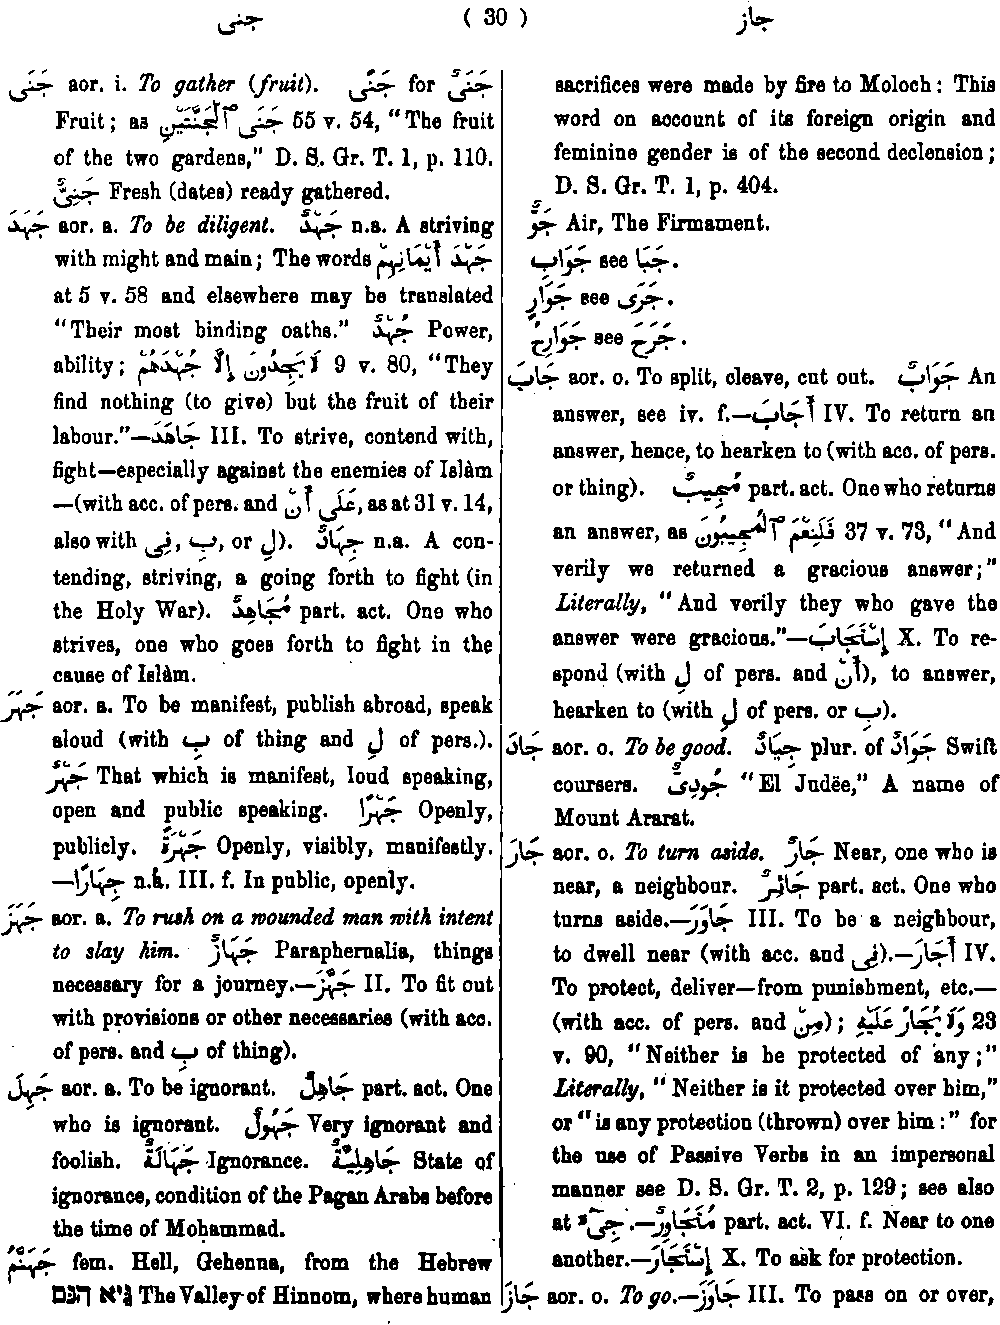 جنى ( 30 ) جاز
جَنَى aor. i. To gather (fruit). جَنًى for جَنَىٌ
Fruit; as جَنَى ٱلْجَنَّتَيْنِ 55 v. 54, "The fruit
of the two gardens," D. S. Gr. T. 1, p. 110.
جَنِىٌّ Fresh (dates) ready gathered.
جَهَدَ aor. a. To be diligent. جَهْدٌ n.a. A striving
with might and main; The words جَهْدَ أَيْمَانِهِمْ
at 5 v. 58 and elsewhere may be translated
"Their most binding oaths." جُهْدٌ Power,
ability; لَا يَجِدُونَ إِلَّا جُهْدَهُمْ 9 v. 80, "They
find nothing (to give) but the fruit of their
labour."—جَاهَدَ III. To strive, contend with,
fight—especially against the enemies of Islàm
—(with acc. of pers. and عَلَى أَنْ, as at 31 v. 14,
also with فِى, بِ, or لِ). جِهَادٌ n.a. A con-
tending, striving, a going forth to fight (in
the Holy War). مُجَاهِدٌ part. act. One who
strives, one who goes forth to fight in the
cause of Islàm.
جَهَرَ aor. a. To be manifest, publish abroad, speak
aloud (with بِ of thing and لِ of pers.).
جَهْرٌ That which is manifest, loud speaking,
open and public speaking. جَهْرًا Openly,
publicly. جَهْرَةً Openly, visibly, manifestly.
—جِهَارًا n.a. III. f. In public, openly.
جَهَزَ aor. a. To rush on a wounded man with intent
to slay him. جَهَازٌ Paraphernalia, things
necessary for a journey.—جَهَّزَ II. To fit out
with provisions or other necessaries (with acc.
of pers. and بِ of thing).
جَهِلَ aor. a. To be ignorant. جَاهِلٌ part. act. One
who is ignorant. جَهُولٌ Very ignorant and
foolish. جَهَالَةٌ Ignorance. جَاهِلِيَّةٌ State of
ignorance, condition of the Pagan Arabs before
the time of Moḥammad.
جَهَنَّمُ fem. Hell, Gehenna, from the Hebrew
גיא הנם The Valley of Hinnom, where human
sacrifices were made by fire to Moloch: This
word on account of its foreign origin and
feminine gender is of the second declension;
D. S. Gr. T. 1, p. 404.
جَوٌّ Air, The Firmament.
جَوَابِ see جَبَا.
جَوَارٍ see جَرَى.
جَوَارِحُ see جَرَحَ.
جَابَ aor. o. To split, cleave, cut out. جَوَابٌ An
answer, see iv. f.—أَجَابَ IV. To return an
answer, hence, to hearken to (with acc. of pers.
or thing). مُجِيبٌ part. act. One who returns
an answer, as فَلَنِعْمَ ٱلْمُجِيبُونَ 37 v. 73, "And
verily we returned a gracious answer;"
Literally, "And verily they who gave the
answer were gracious."—إِسْتَجَابَ X. To re-
spond (with لِ of pers. and أَنْ), to answer,
hearken to (with لِ of pers. or بِ).
جَادَ aor. o. To be good. جِيَادٌ plur. of جَوَادٌ Swift
coursers. جُودِىٌّ "El Judëe," A name of
Mount Ararat.
جَارَ aor. o. To turn aside. جَارٌ Near, one who is
near, a neighbour. جَائِرٌ part. act. One who
turns aside.—جَاوَرَ III. To be a neighbour,
to dwell near (with acc. and فِى).—أَجَارَ IV.
To protect, deliver—from punishment, etc.—
(with acc. of pers. and مِنْ); وَلَا يُجَارُ عَلَيْهِ 23
v. 90, "Neither is he protected of any;"
Literally, "Neither is it protected over him,"
or "is any protection (thrown) over him:" for
the use of Passive Verbs in an impersonal
manner see D. S. Gr. T. 2, p. 129; see also
at جِىءَ.—مُتَجَاوِرٌ part. act. VI. f. Near to one
another.—إِسْتَجَارَ X. To ask for protection.
جَازَ aor. o. To go.—جَاوَزَ III. To pass on or over,